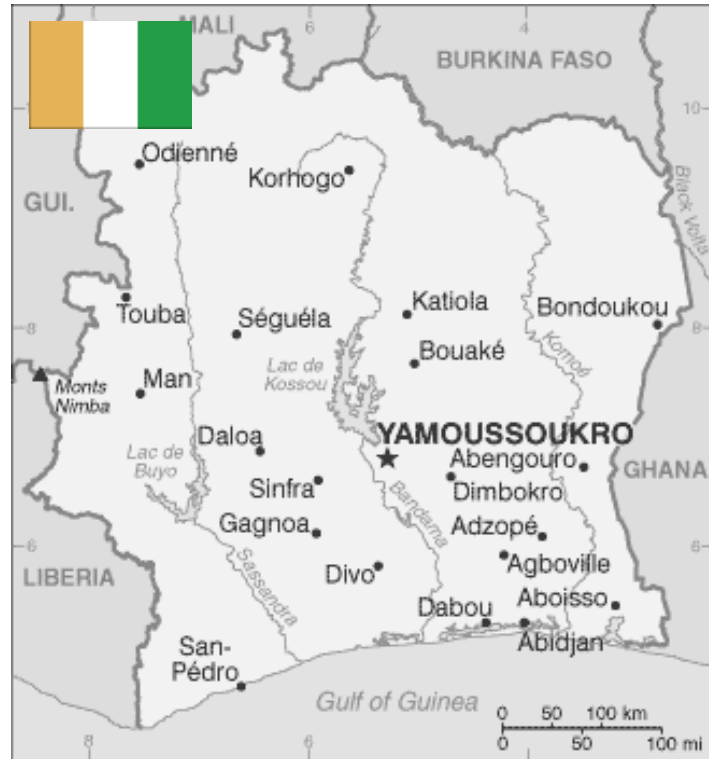 6
4
MALI
BURKINA FASO
10
10
Odienné
Korhogo
GUI.
Black Volta
Touba
Séguéla
Katiola
Bondoukou
8
8
Bouaké
Lac de
Kossou
Komoé
Monts
Nimba
Man
YAMOUSSOUKRO
Daloa
Lac de
Buyo
Abengouro
GHANA
Sinfra
Dimbokro
Bandama
Gagnoa
Adzopé
6
6
Sassandra
Agboville
LIBERIA
Divo
Aboisso
Dabou
Abidjan
San-
Pédro
Gulf of Guinea
0 50 100 km
0 50 100 mi
8
6
4